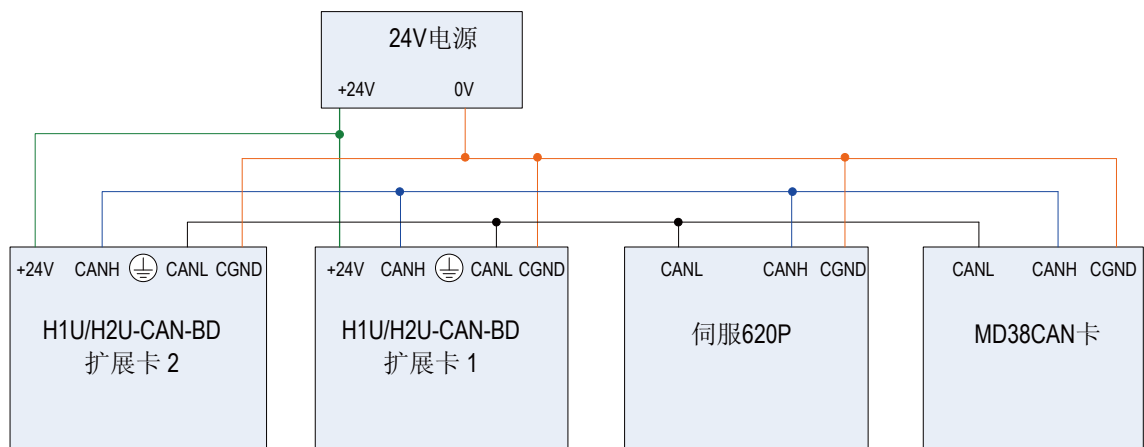 24V电源
+24V 0V
+24V CANH CANL CGND
H1U/H2U-CAN-BD
扩展卡 2
+24V CANH CANL CGND
H1U/H2U-CAN-BD
扩展卡 1
CANL CANH CGND
伺服620P
CANL CANH CGND
MD38CAN卡